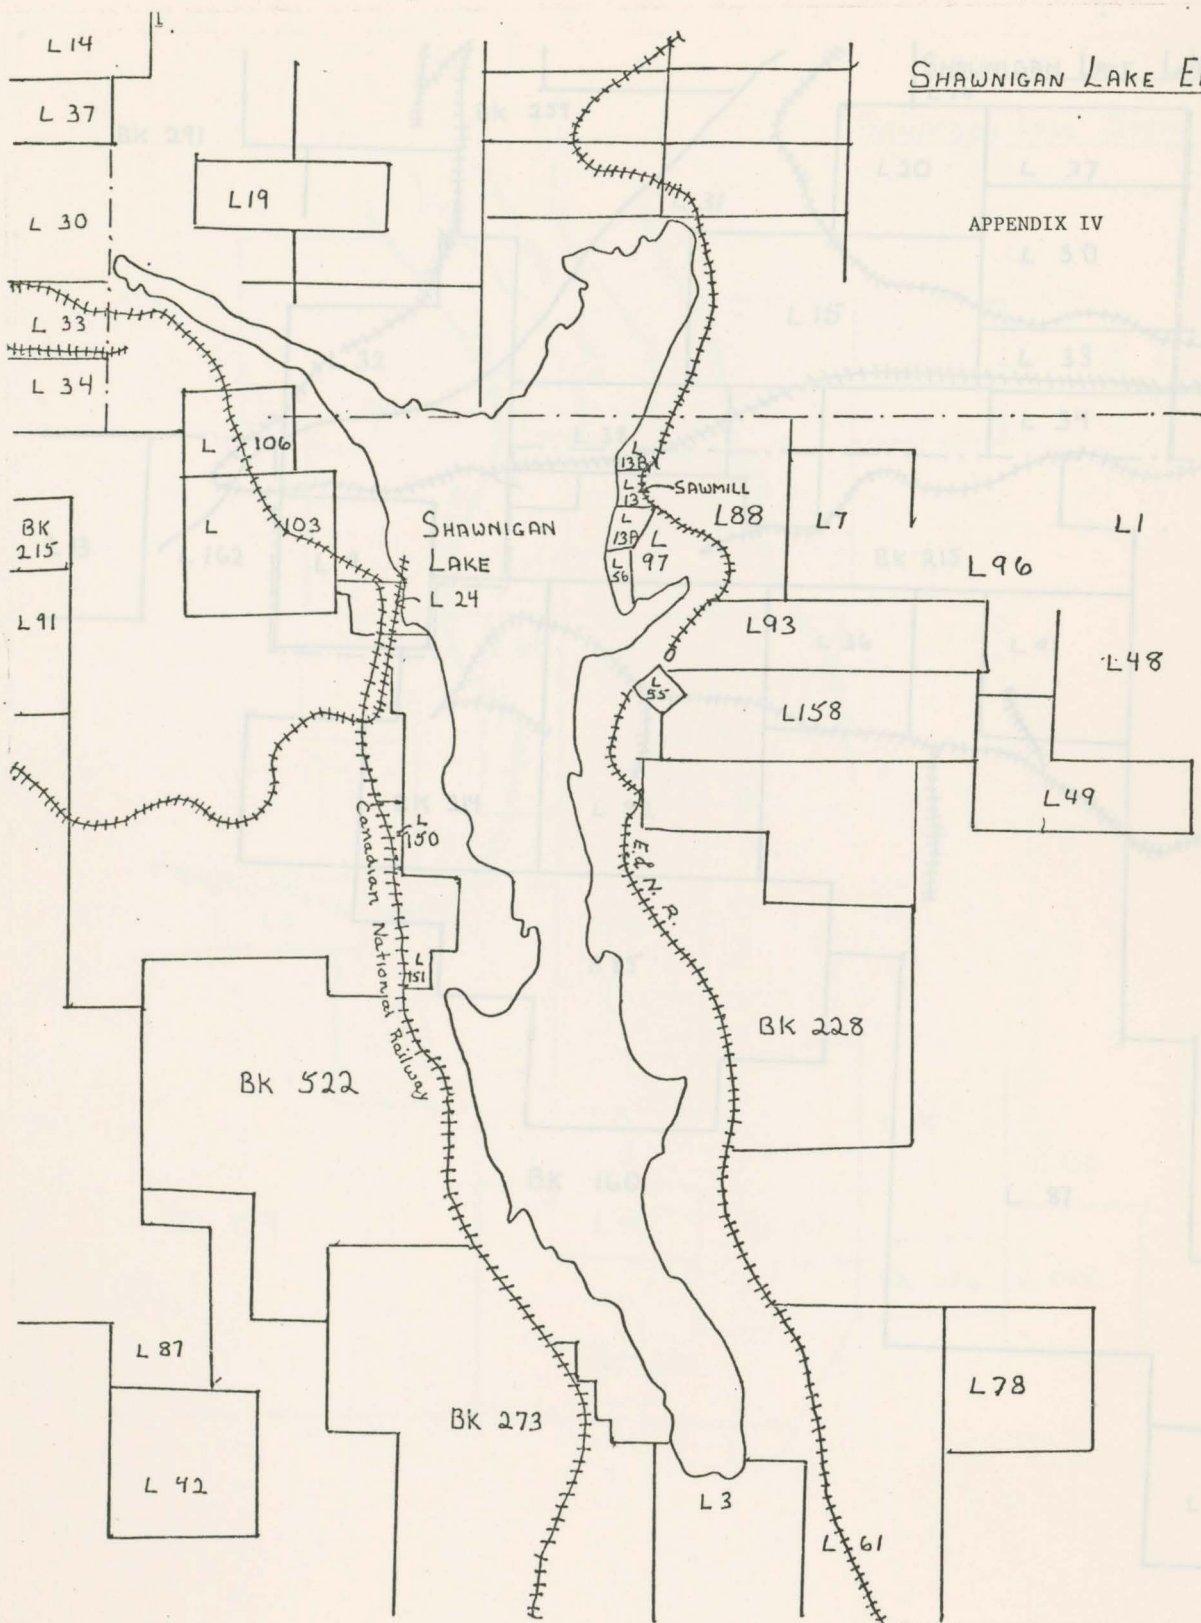 SHAWNIGAN LAKE E
APPENDIX IV
L 14
L 37
L 30
L19
L 33
L 34
L 106
L 103
BK
215
L91
SHAWNIGAN
LAKE
L 24
L
13A
L
13
SAWMILL
L
13B
L
97
L
56
L88
L7
L96
L1
L93
L48
L
55
L158
L49
L
150
Canadian National Railway
E.&N. R.
L
151
BK 522
BK 228
L 87
L 42
BK 273
L 3
L 61
L78